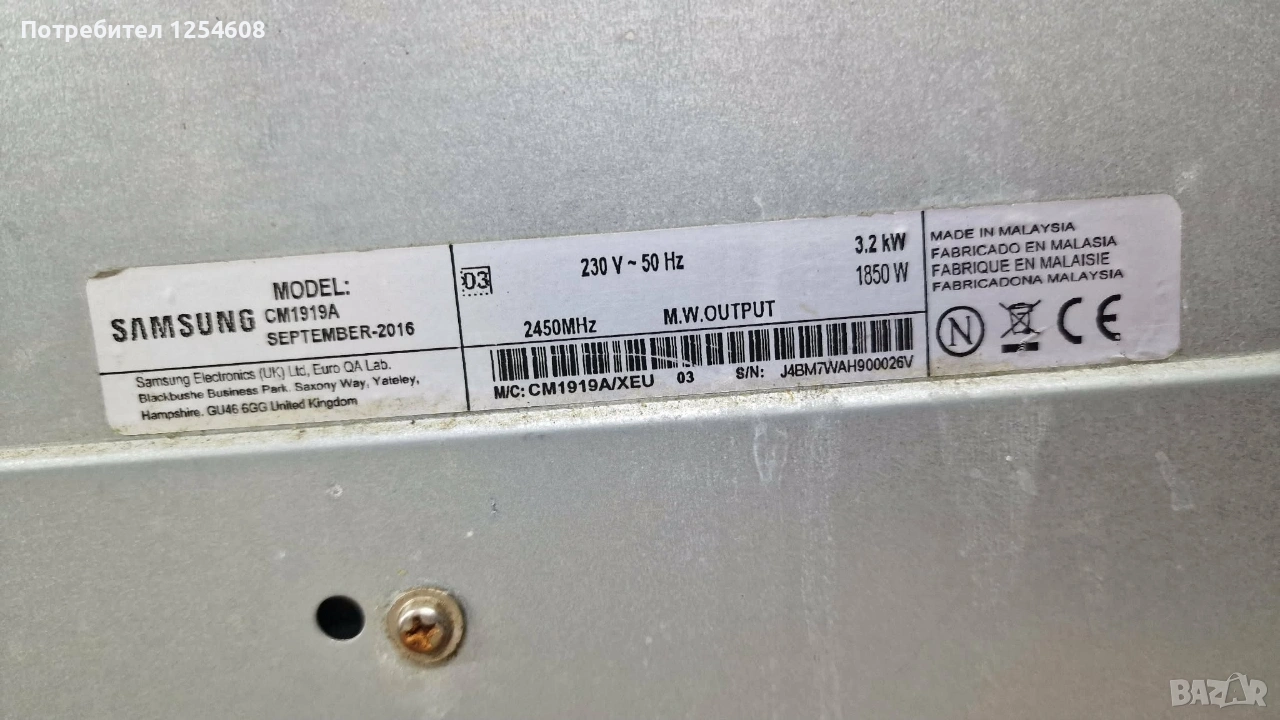 Потребител 1254608
SAMSUNG
MODEL:
CM1919A
SEPTEMBER-2016
Samsung Electronics (UK) Ltd, Euro QA Lab.
Blackbushe Business Park. Saxony Way, Yateley,
Hampshire. GU46 6GG United Kingdom
03
230 V ~ 50 Hz
3.2 kW
1850 W
2450MHz
M.W.OUTPUT
M/C: CM1919A/XEU 03 S/N: J4BM7WAH900026V
MADE IN MALAYSIA
FABRICADO EN MALASIA
FABRIQUE EN MALAISIE
FABRICADONA MALAYSIA
N
CE
BAZAR